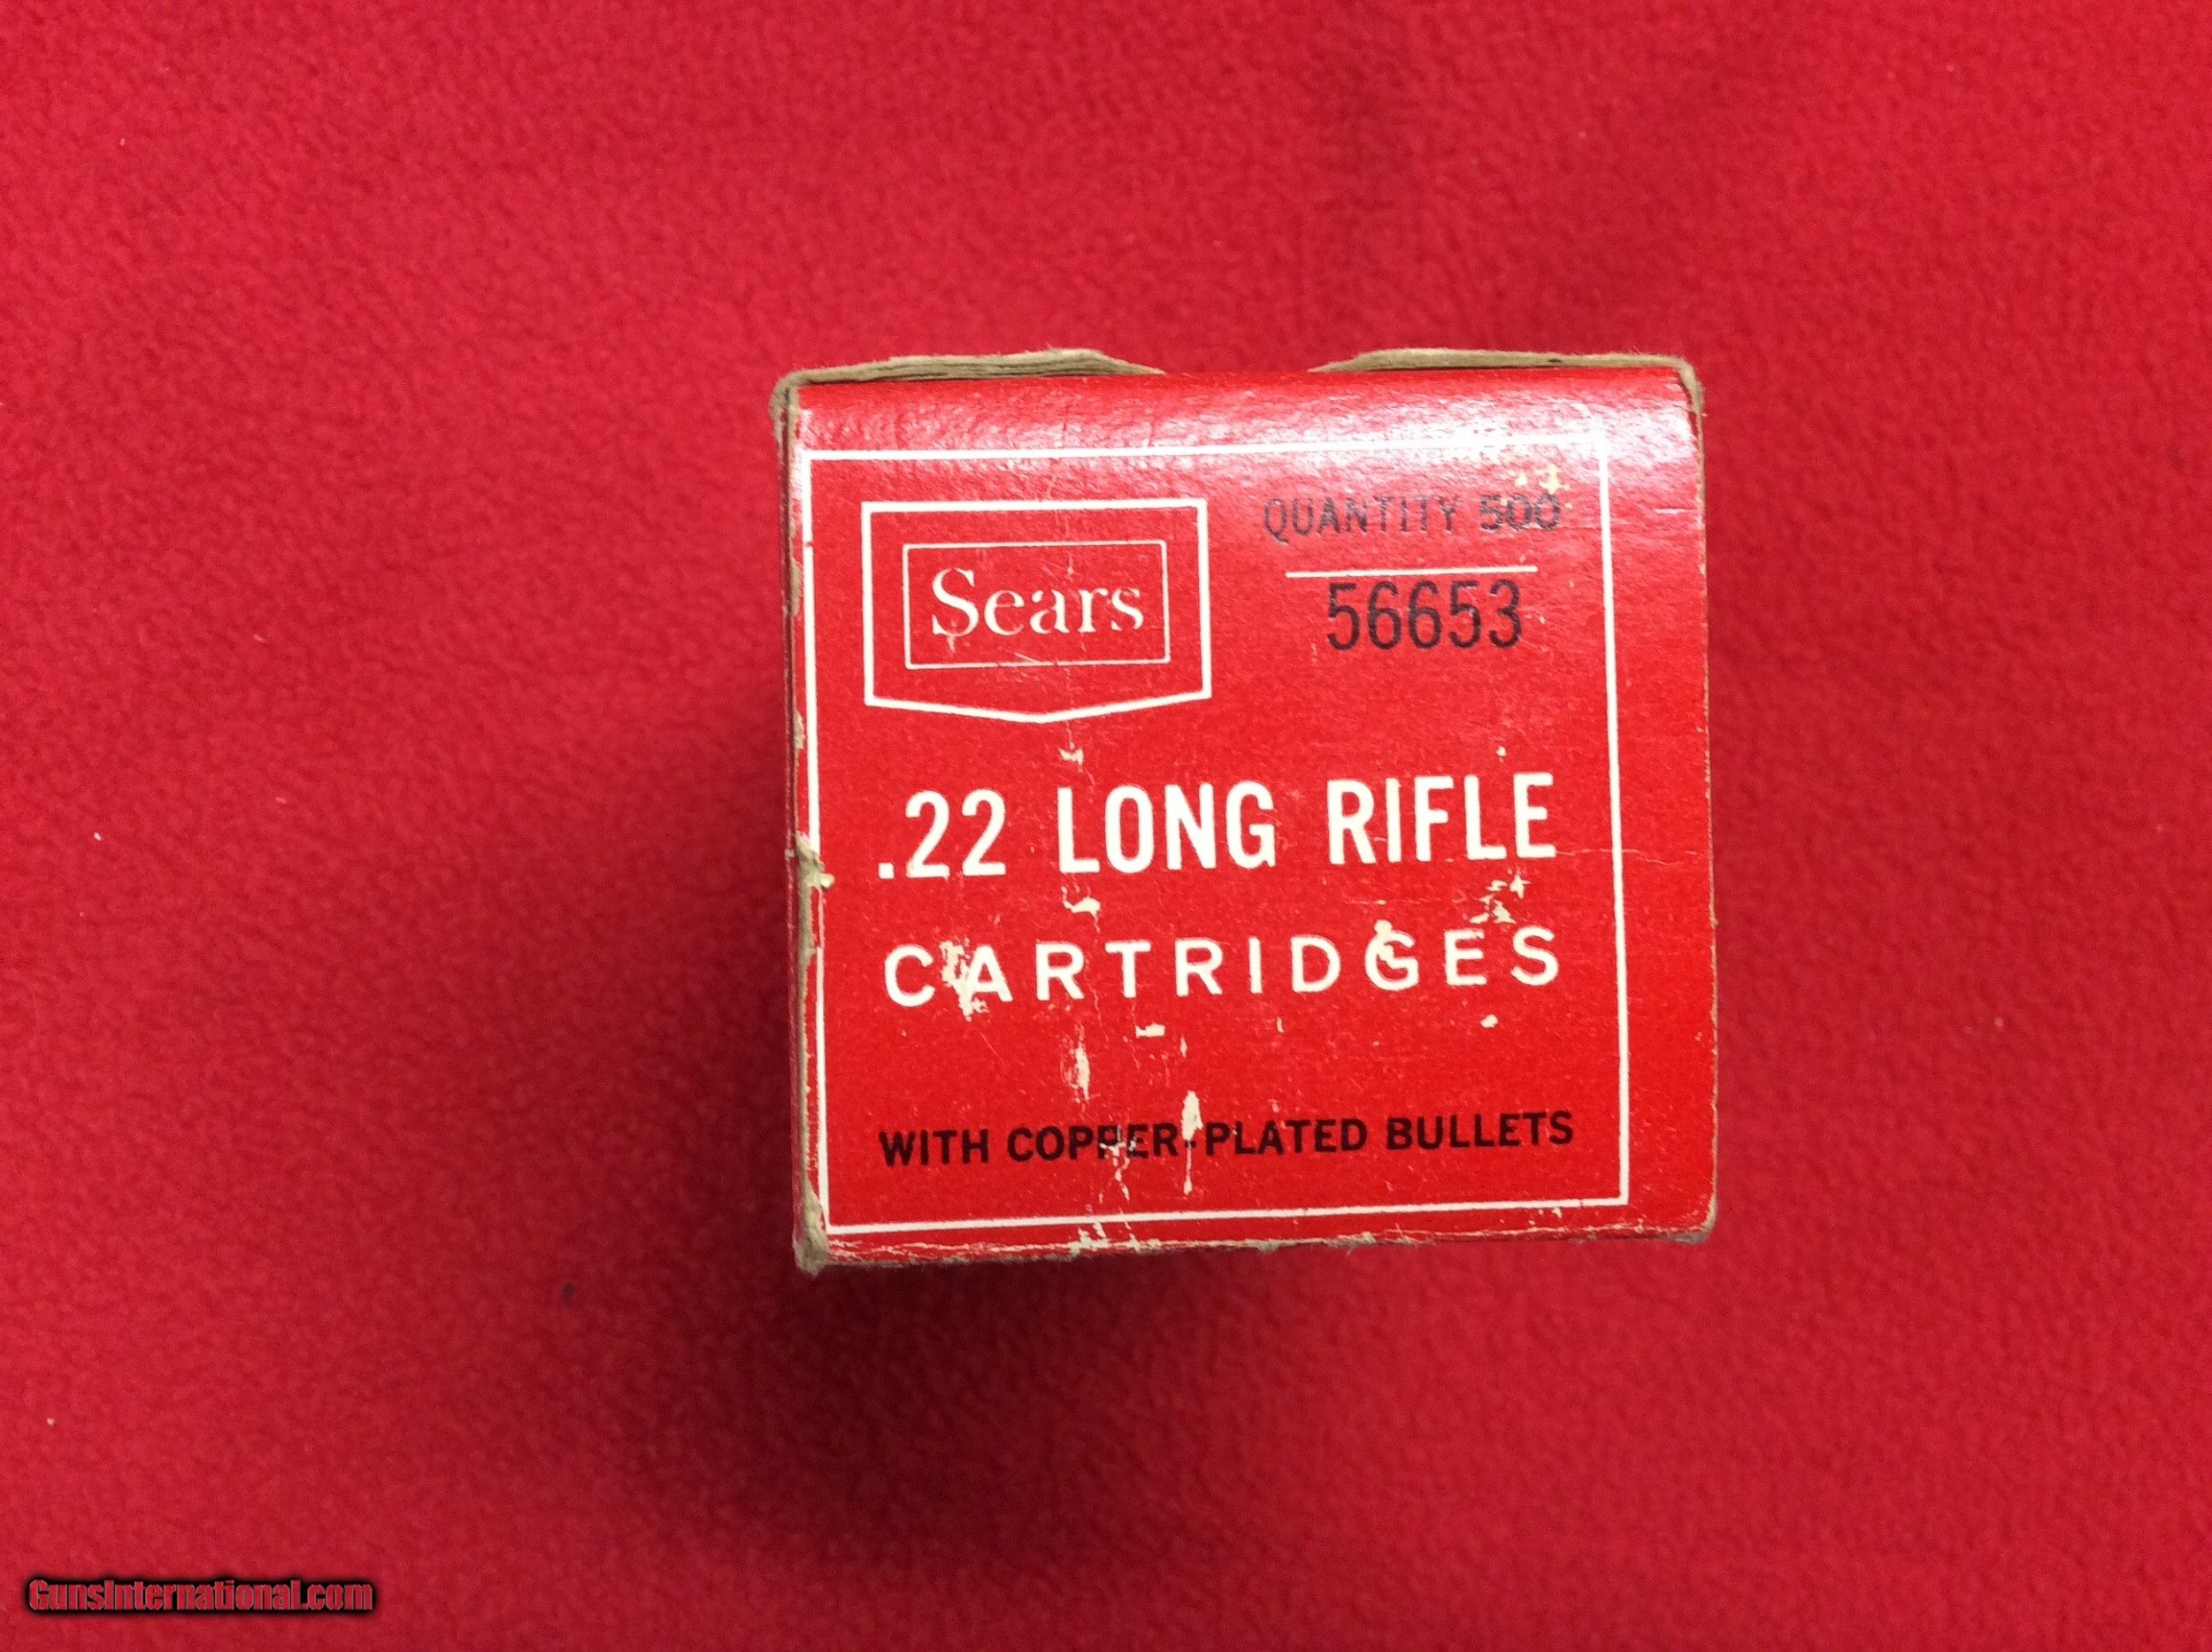 QUANTITY 500
Sears
56653
.22 LONG RIFLE
CARTRIDGES
WITH COPPER-PLATED BULLETS
GunsInternational.com